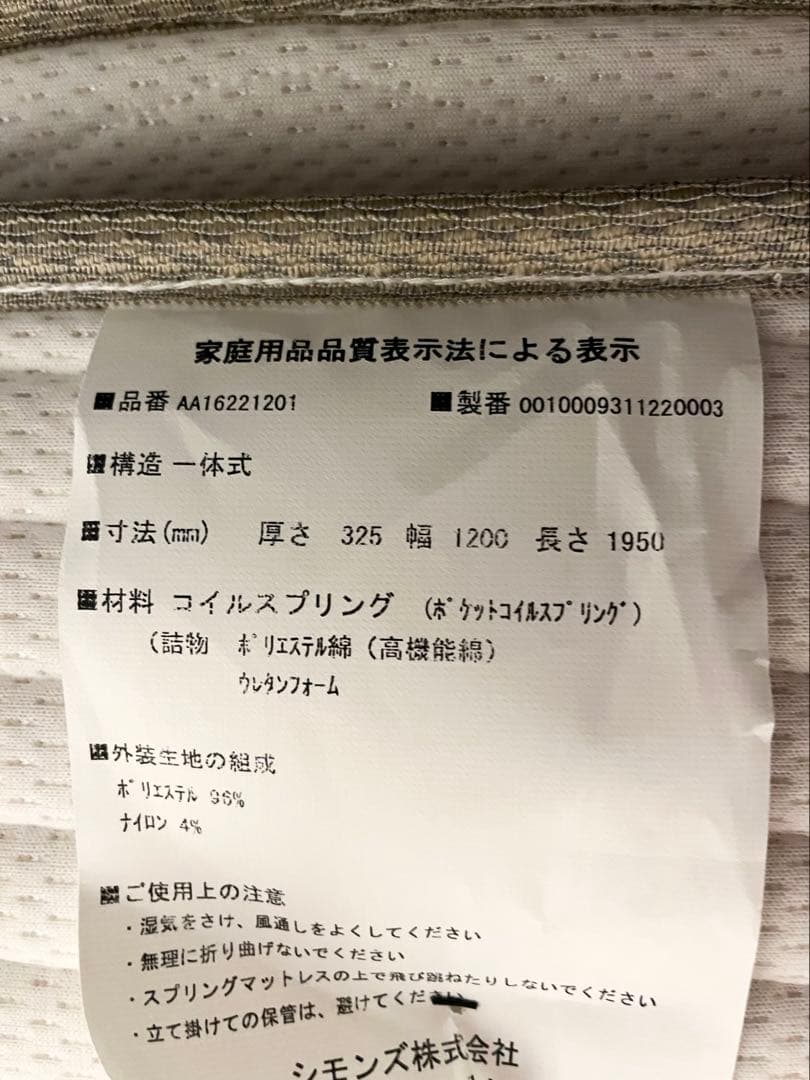 家庭用品品質表示法による表示
■品番 AA16221201 ■製番 0010009311220003
■構造 一体式
■寸法(mm) 厚さ 325 幅 1200 長さ 1950
■材料 コイルスプリング (ポケットコイルスプリング)
(詰物 ポリエステル綿(高機能綿)
ウレタンフォーム
■外装生地の組成
ポリエステル 96%
ナイロン 4%
■ご使用上の注意
・湿気をさけ、風通しをよくしてください
・無理に折り曲げないでください
・スプリングマットレスの上で飛び跳ねたりしないでください
・立て掛けての保管は、避けてください
シモンズ株式会社